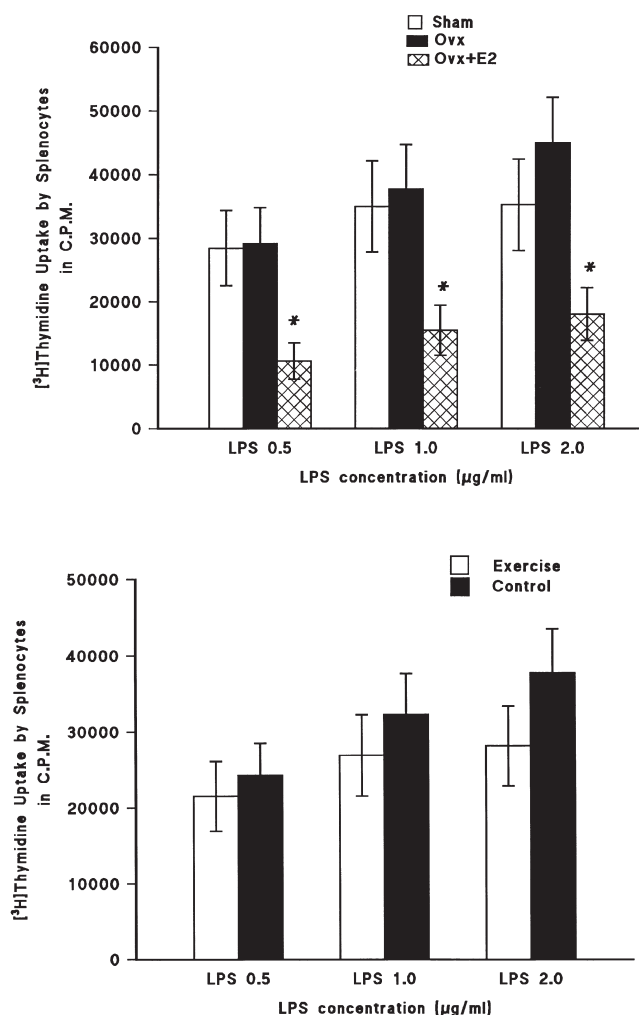 Sham
Ovx
Ovx+E2
[³H]Thymidine Uptake by Splenocytes
in C.P.M.
60000
50000
40000
30000
20000
10000
0
*
*
*
LPS 0.5
LPS 1.0
LPS 2.0
LPS concentration (µg/ml)
Exercise
Control
[³H]Thymidine Uptake by Splenocytes
in C.P.M.
50000
40000
30000
20000
10000
0
LPS 0.5
LPS 1.0
LPS 2.0
LPS concentration (µg/ml)